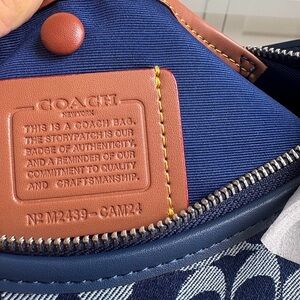 COACH
NEW YORK
THIS IS A COACH BAG.
THE STORYPATCH IS OUR
BADGE OF AUTHENTICITY,
AND A REMINDER OF OUR
COMMITMENT TO QUALITY
AND CRAFTSMANSHIP.
Nº M2439-CAM24